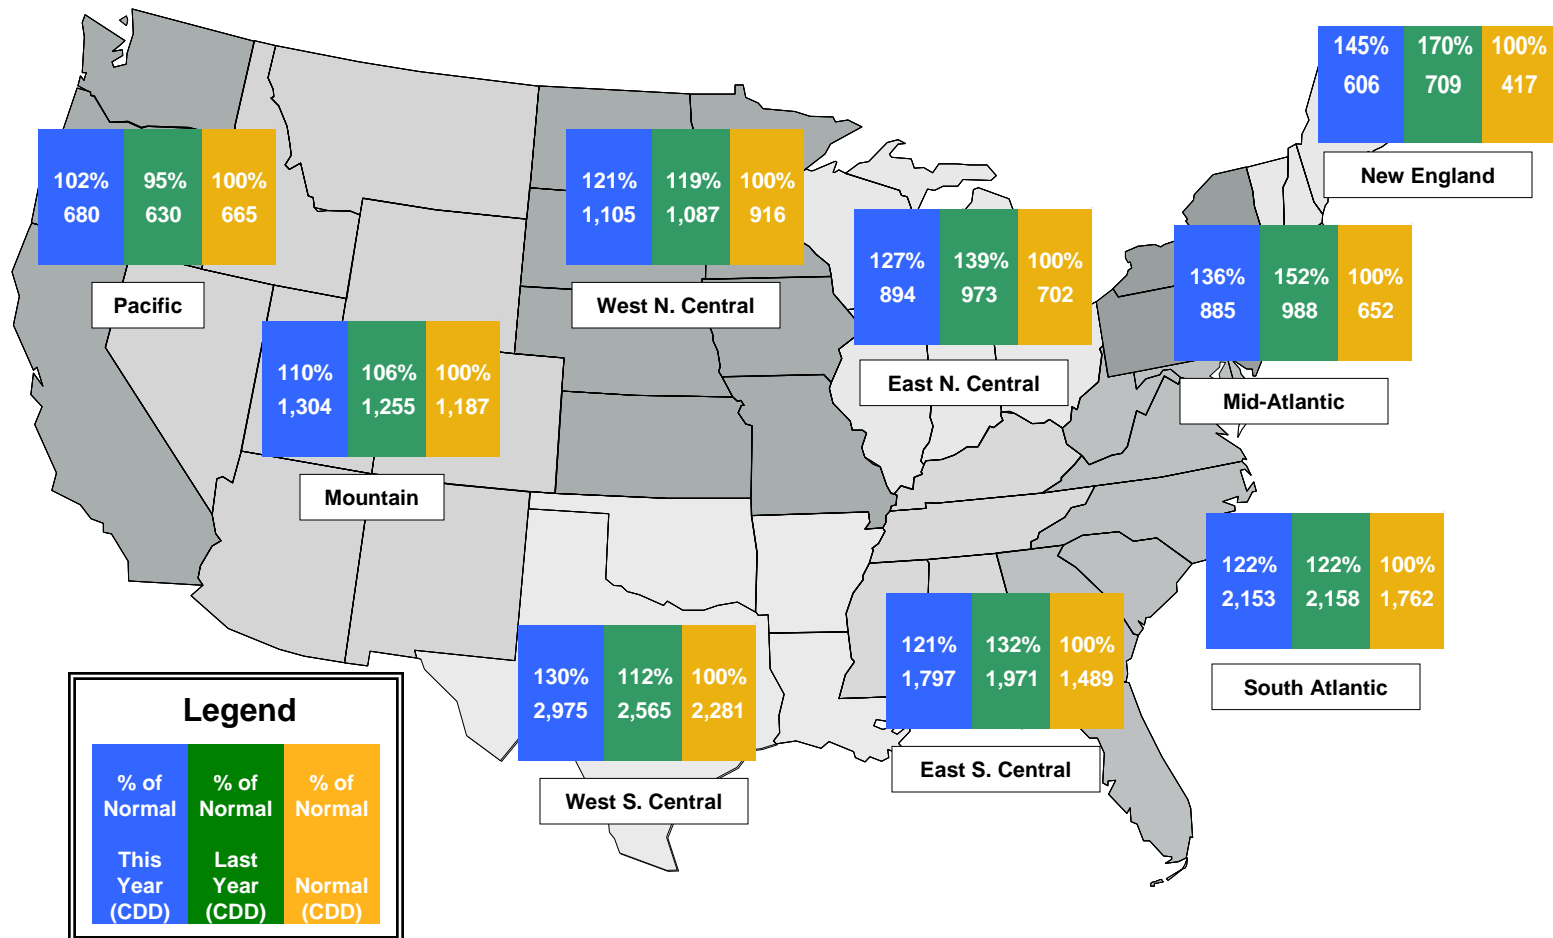 145% 170% 100%
606 709 417
New England
102% 95% 100%
680 630 665
Pacific
121% 119% 100%
1,105 1,087 916
West N. Central
127% 139% 100%
894 973 702
East N. Central
136% 152% 100%
885 988 652
Mid-Atlantic
110% 106% 100%
1,304 1,255 1,187
Mountain
122% 122% 100%
2,153 2,158 1,762
South Atlantic
130% 112% 100%
2,975 2,565 2,281
West S. Central
121% 132% 100%
1,797 1,971 1,489
East S. Central
Legend
% of
Normal
This
Year
(CDD)
% of
Normal
Last
Year
(CDD)
% of
Normal
Normal
(CDD)